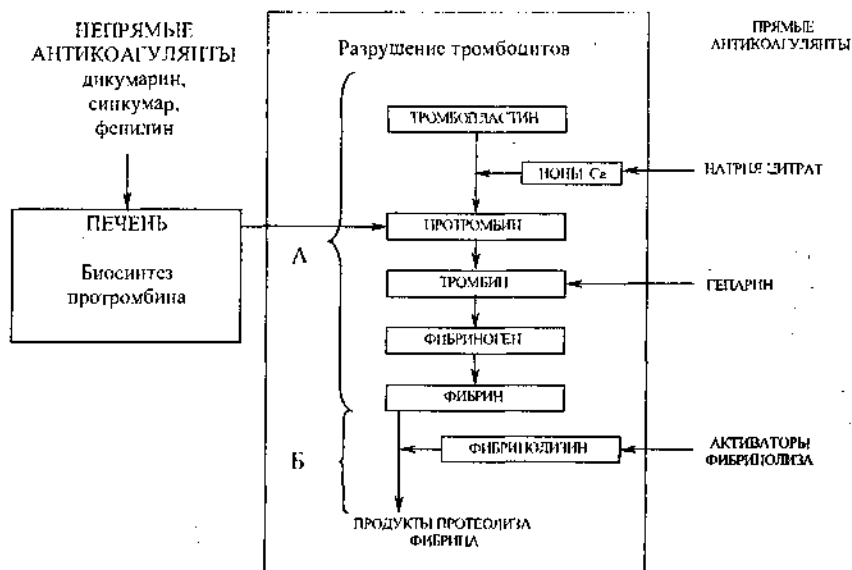 НЕПРЯМЫЕ
АНТИКОАГУЛЯНТЫ
дикумарин,
синкумар,
фенилин
ПЕЧЕНЬ
Биосинтез
протромбина
Разрушение тромбоцитов
ТРОМБОПЛАСТИН
ИОНЫ Ca
ПРОТРОМБИН
А
ТРОМБИН
ФИБРИНОГЕН
ФИБРИН
Б
ФИБРИНОЛИЗИН
ПРОДУКТЫ ПРОТЕОЛИЗА
ФИБРИНА
ПРЯМЫЕ
АНТИКОАГУЛЯНТЫ
НАТРИЯ ЦИТРАТ
ГЕПАРИН
АКТИВАТОРЫ
ФИБРИНОЛИЗА